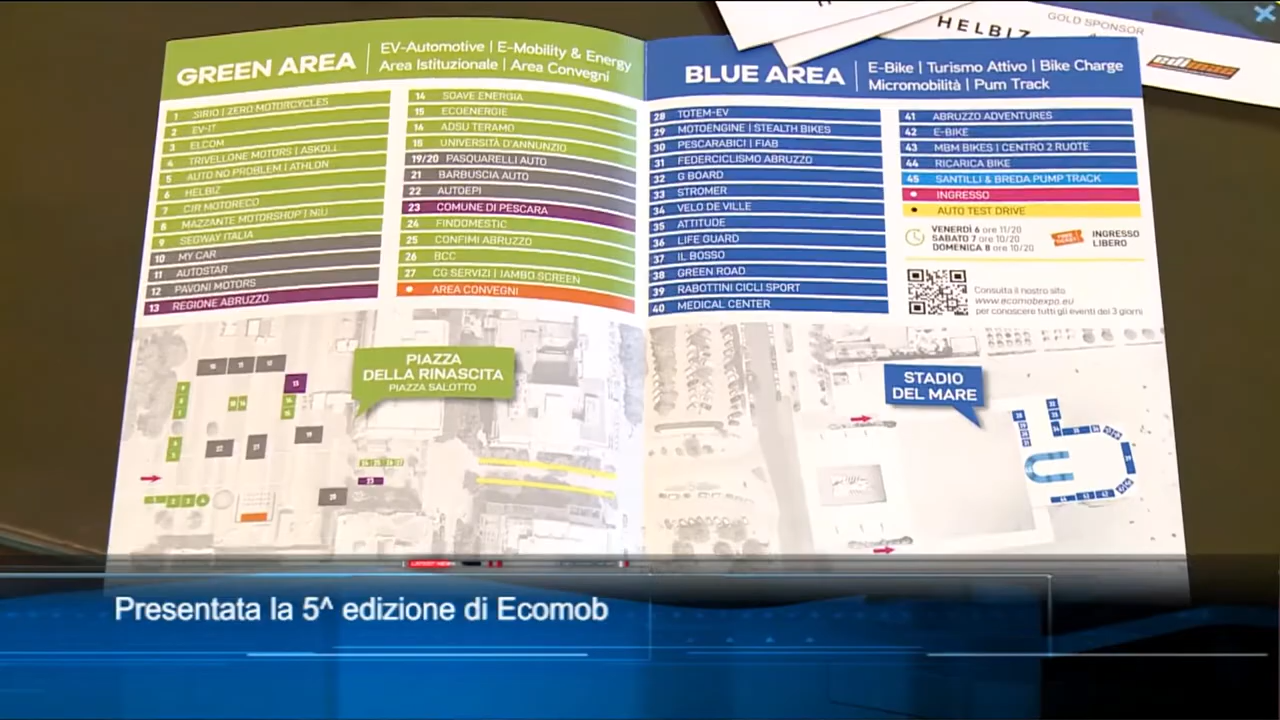 HELBIZ
GOLD SPONSOR
edimac
GREEN AREA
EV-Automotive | E-Mobility & Energy
Area Istituzionale | Area Convegni
1 SIRIO | ZERO MOTORCYCLES
2 EV-IT
3 ELCOM
4 TRIVELLONE MOTORS | ASKOLL
5 AUTO NO PROBLEM | ATHLON
6 HELBIZ
7 CJR MOTORECO
8 MAZZANTE MOTORSHOP | NIU
9 SEGWAY ITALIA
10 MY CAR
11 AUTOSTAR
12 PAVONI MOTORS
13 REGIONE ABRUZZO
14 SOAVE ENERGIA
15 ECOENERGIE
16 ADSU TERAMO
18 UNIVERSITÀ D'ANNUNZIO
19/20 PASQUARELLI AUTO
21 BARBUSCIA AUTO
22 AUTOEPI
23 COMUNE DI PESCARA
24 FINDOMESTIC
25 CONFIMI ABRUZZO
26 BCC
27 CG SERVIZI | JAMBO SCREEN
AREA CONVEGNI
PIAZZA
DELLA RINASCITA
PIAZZA SALOTTO
BLUE AREA
E-Bike | Turismo Attivo | Bike Charge
Micromobilità | Pum Track
28 TOTEM-EV
29 MOTOENGINE | STEALTH BIKES
30 PESCARABICI | FIAB
31 FEDERCICLISMO ABRUZZO
32 G BOARD
33 STROMER
34 VELO DE VILLE
35 ATTITUDE
36 LIFE GUARD
37 IL BOSSO
38 GREEN ROAD
39 RABOTTINI CICLI SPORT
40 MEDICAL CENTER
41 ABRUZZO ADVENTURES
42 E-BIKE
43 MBM BIKES | CENTRO 2 RUOTE
44 RICARICA BIKE
45 SANTILLI & BREDA PUMP TRACK
INGRESSO
AUTO TEST DRIVE
VENERDÌ 6 ore 11/20
SABATO 7 ore 10/20
DOMENICA 8 ore 10/20
FREE TICKET
INGRESSO
LIBERO
Consulta il nostro sito
www.ecomobexpo.eu
per conoscere tutti gli eventi dei 3 giorni
STADIO
DEL MARE
Presentata la 5^ edizione di Ecomob